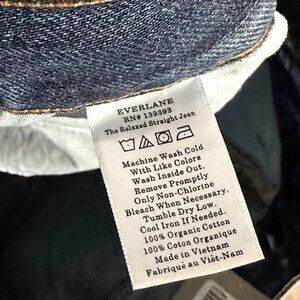 EVERLANE
RN# 139393
The Relaxed Straight Jean
Machine Wash Cold
With Like Colors
Wash Inside Out.
Remove Promptly
Only Non-Chlorine
Bleach When Necessary.
Tumble Dry Low.
Cool Iron If Needed.
100% Organic Cotton
100% Coton Organique
Made in Vietnam
Fabriqué au Viêt-Nam